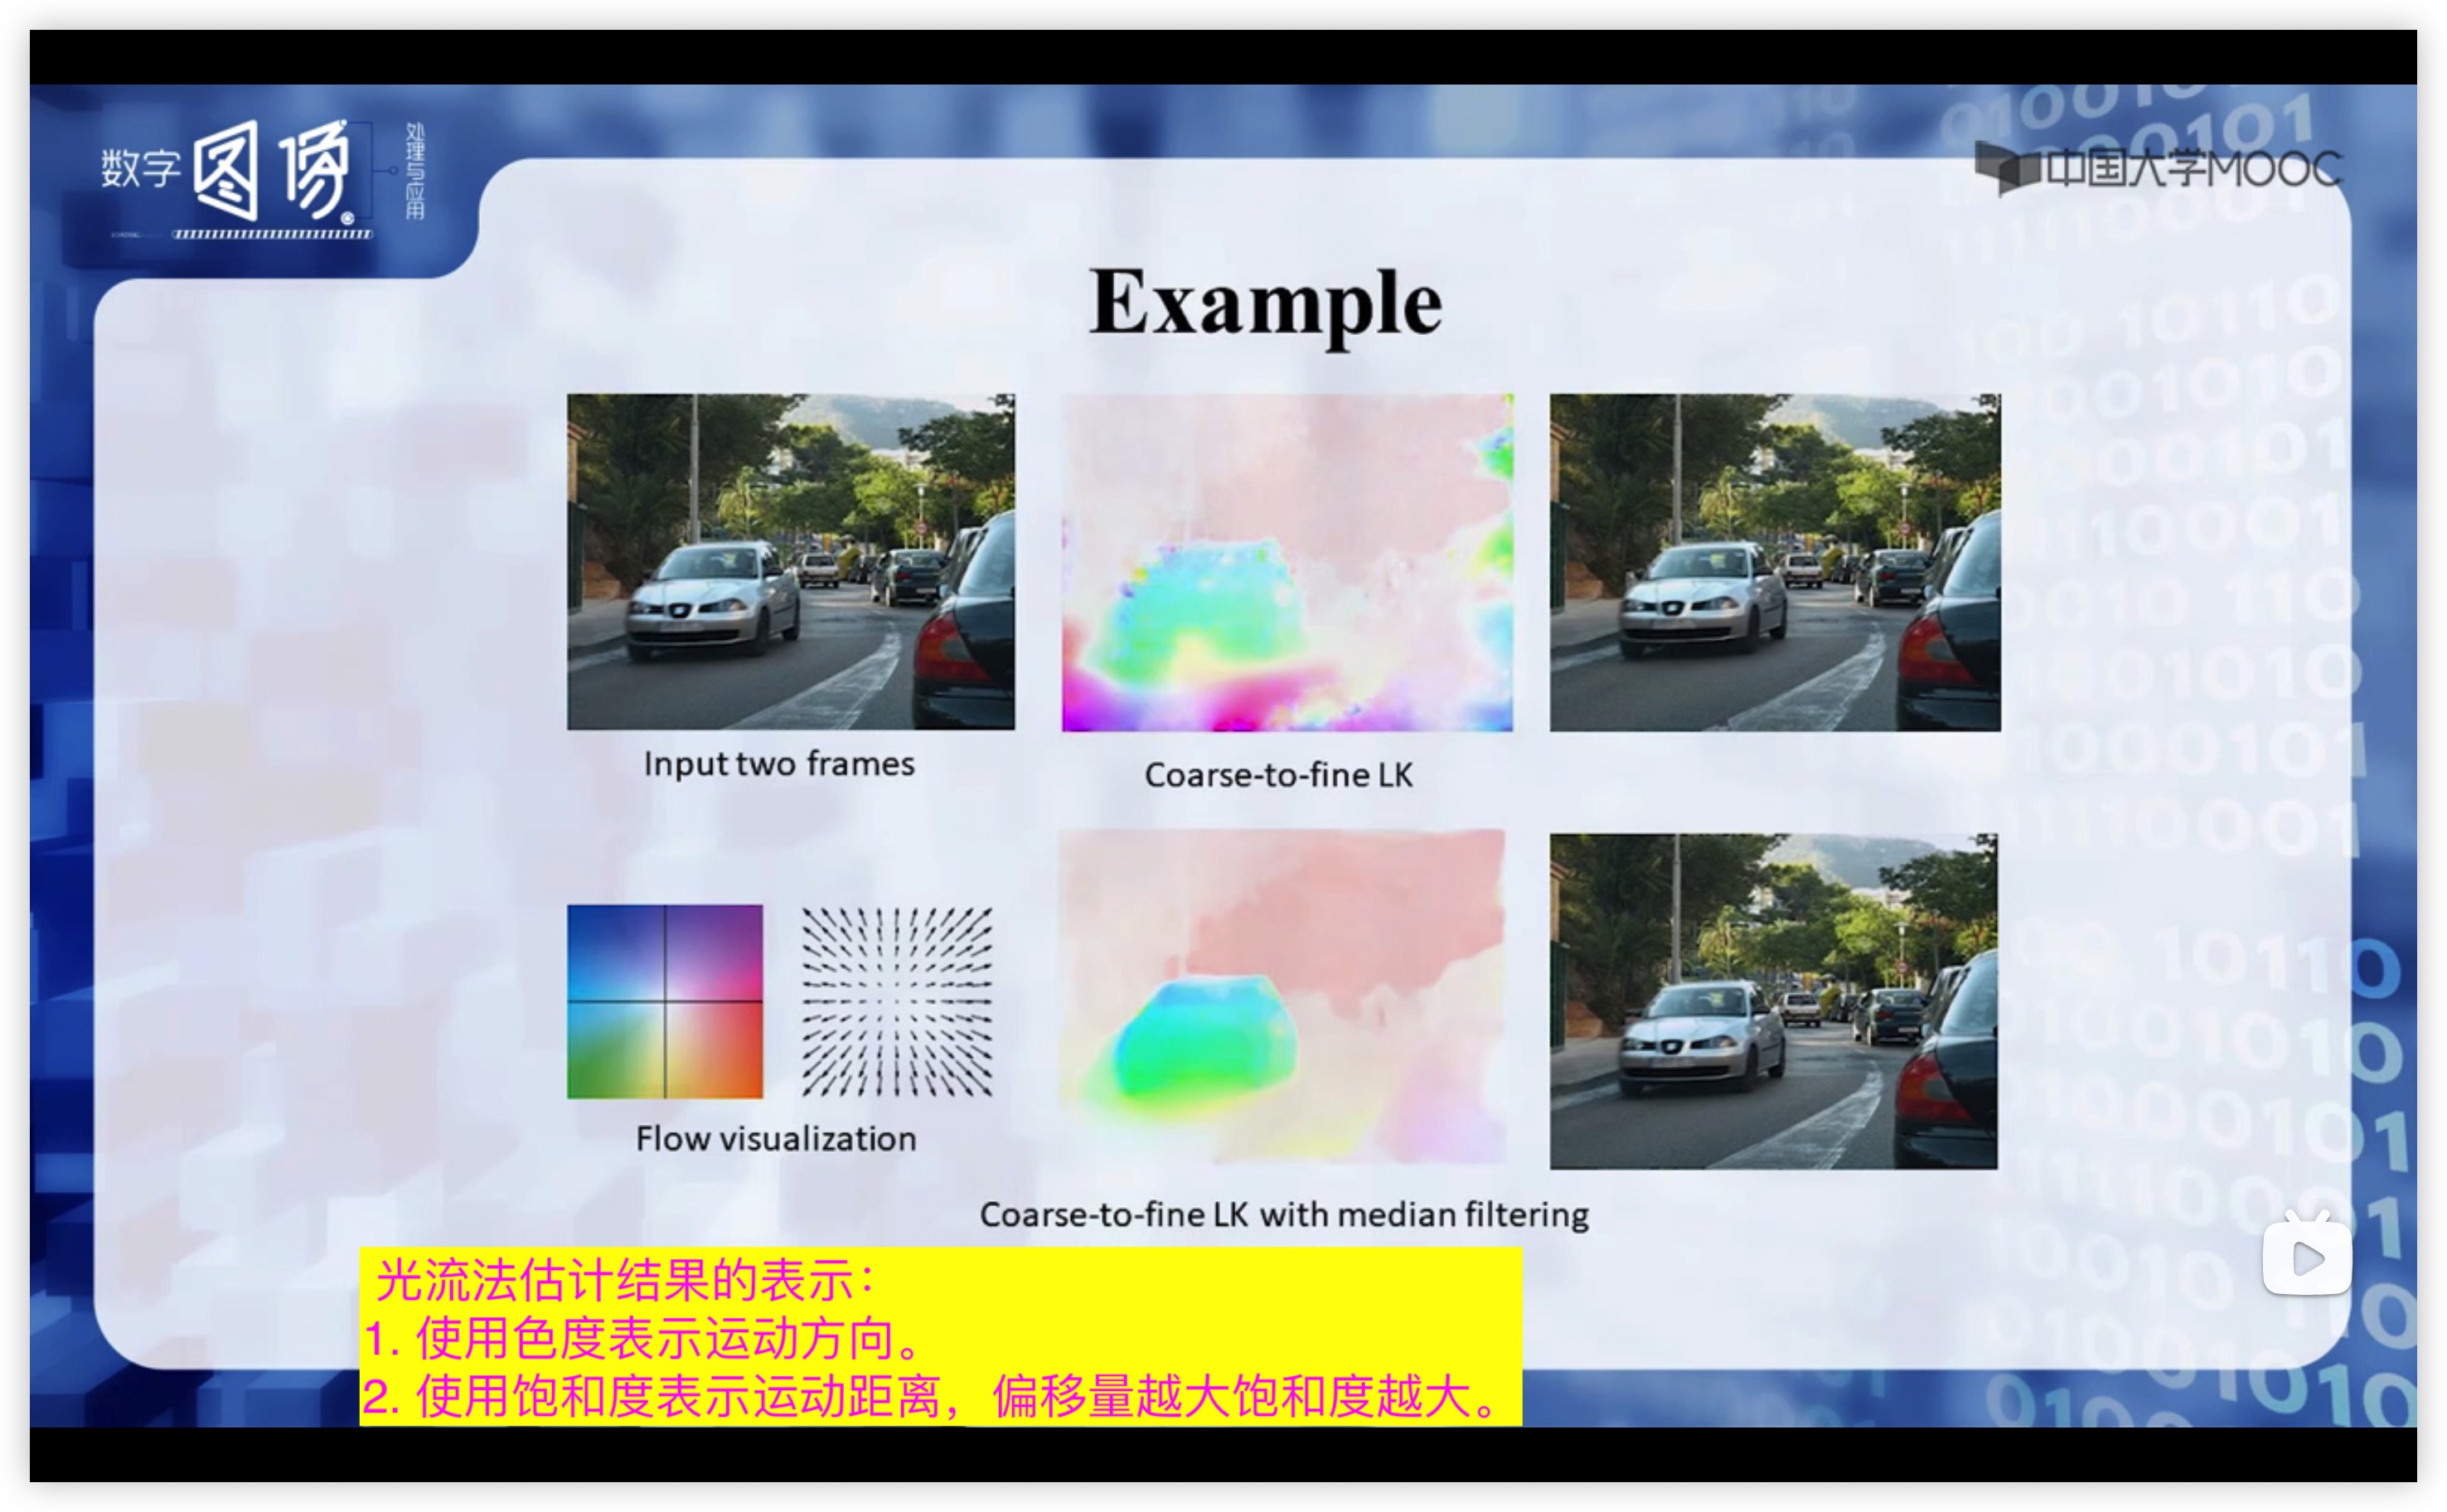 数字图像
处理与应用
中国大学MOOC
Example
Input two frames
Coarse-to-fine LK
Flow visualization
Coarse-to-fine LK with median filtering
光流法估计结果的表示：
1. 使用色度表示运动方向。
2. 使用饱和度表示运动距离，偏移量越大饱和度越大。